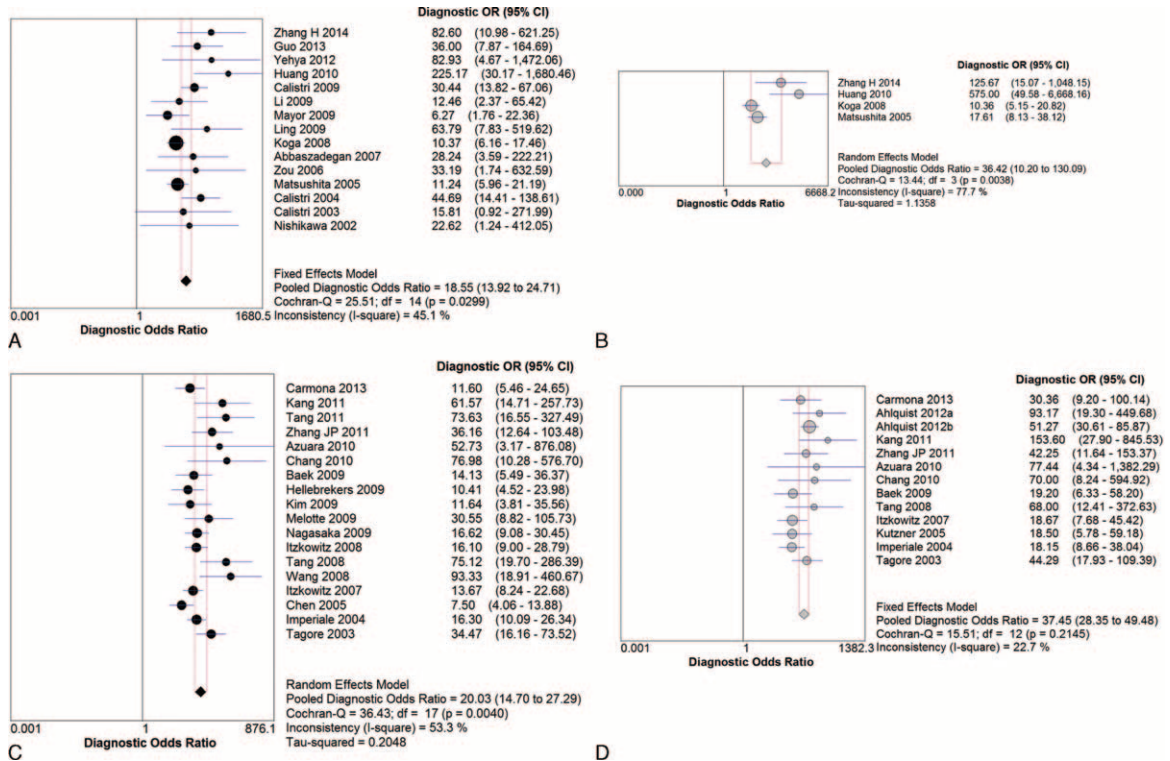 Diagnostic OR (95% CI)
Zhang H 2014 82.60 (10.98 - 621.25)
Guo 2013 36.00 (7.87 - 164.69)
Yehya 2012 82.93 (4.67 - 1,472.06)
Huang 2010 225.17 (30.17 - 1,680.46)
Calistri 2009 30.44 (13.82 - 67.06)
Li 2009 12.46 (2.37 - 65.42)
Mayor 2009 6.27 (1.76 - 22.36)
Ling 2009 63.79 (7.83 - 519.62)
Koga 2008 10.37 (6.16 - 17.46)
Abbaszadegan 2007 28.24 (3.59 - 222.21)
Zou 2006 33.19 (1.74 - 632.59)
Matsushita 2005 11.24 (5.96 - 21.19)
Calistri 2004 44.69 (14.41 - 138.61)
Calistri 2003 15.81 (0.92 - 271.99)
Nishikawa 2002 22.62 (1.24 - 412.05)
Fixed Effects Model
Pooled Diagnostic Odds Ratio = 18.55 (13.92 to 24.71)
Cochran-Q = 25.51; df = 14 (p = 0.0299)
Inconsistency (I-square) = 45.1 %
0.001 1 1680.5
Diagnostic Odds Ratio
A
Diagnostic OR (95% CI)
Zhang H 2014 125.67 (15.07 - 1,048.15)
Huang 2010 575.00 (49.58 - 6,668.16)
Koga 2008 10.36 (5.15 - 20.82)
Matsushita 2005 17.61 (8.13 - 38.12)
Random Effects Model
Pooled Diagnostic Odds Ratio = 36.42 (10.20 to 130.09)
Cochran-Q = 13.44; df = 3 (p = 0.0038)
Inconsistency (I-square) = 77.7 %
Tau-squared = 1.1358
0.000 1 6668.2
Diagnostic Odds Ratio
B
Diagnostic OR (95% CI)
Carmona 2013 11.60 (5.46 - 24.65)
Kang 2011 61.57 (14.71 - 257.73)
Tang 2011 73.63 (16.55 - 327.49)
Zhang JP 2011 36.16 (12.64 - 103.48)
Azuara 2010 52.73 (3.17 - 876.08)
Chang 2010 76.98 (10.28 - 576.70)
Baek 2009 14.13 (5.49 - 36.37)
Hellebrekers 2009 10.41 (4.52 - 23.98)
Kim 2009 11.64 (3.81 - 35.56)
Melotte 2009 30.55 (8.82 - 105.73)
Nagasaka 2009 16.62 (9.08 - 30.45)
Itzkowitz 2008 16.10 (9.00 - 28.79)
Tang 2008 75.12 (19.70 - 286.39)
Wang 2008 93.33 (18.91 - 460.67)
Itzkowitz 2007 13.67 (8.24 - 22.68)
Chen 2005 7.50 (4.06 - 13.88)
Imperiale 2004 16.30 (10.09 - 26.34)
Tagore 2003 34.47 (16.16 - 73.52)
Random Effects Model
Pooled Diagnostic Odds Ratio = 20.03 (14.70 to 27.29)
Cochran-Q = 36.43; df = 17 (p = 0.0040)
Inconsistency (I-square) = 53.3 %
Tau-squared = 0.2048
0.001 1 876.1
Diagnostic Odds Ratio
C
Diagnostic OR (95% CI)
Carmona 2013 30.36 (9.20 - 100.14)
Ahlquist 2012a 93.17 (19.30 - 449.68)
Ahlquist 2012b 51.27 (30.61 - 85.87)
Kang 2011 153.60 (27.90 - 845.53)
Zhang JP 2011 42.25 (11.64 - 153.37)
Azuara 2010 77.44 (4.34 - 1,382.29)
Chang 2010 70.00 (8.24 - 594.92)
Baek 2009 19.20 (6.33 - 58.20)
Tang 2008 68.00 (12.41 - 372.63)
Itzkowitz 2007 18.67 (7.68 - 45.42)
Kutzner 2005 18.50 (5.78 - 59.18)
Imperiale 2004 18.15 (8.66 - 38.04)
Tagore 2003 44.29 (17.93 - 109.39)
Fixed Effects Model
Pooled Diagnostic Odds Ratio = 37.45 (28.35 to 49.48)
Cochran-Q = 15.51; df = 12 (p = 0.2145)
Inconsistency (I-square) = 22.7 %
0.001 1 1382.3
Diagnostic Odds Ratio
D